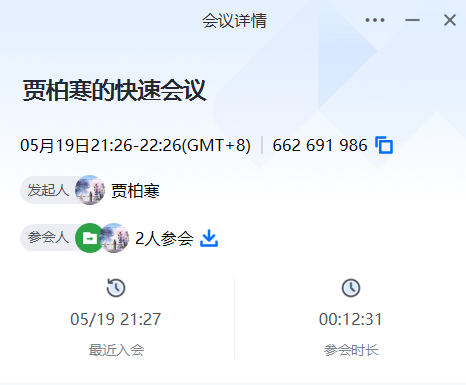 会议详情
贾柏寒的快速会议
05月19日21:26-22:26(GMT+8) 662 691 986
发起人 贾柏寒
参会人 2人参会
05/19 21:27 00:12:31
最近入会 参会时长